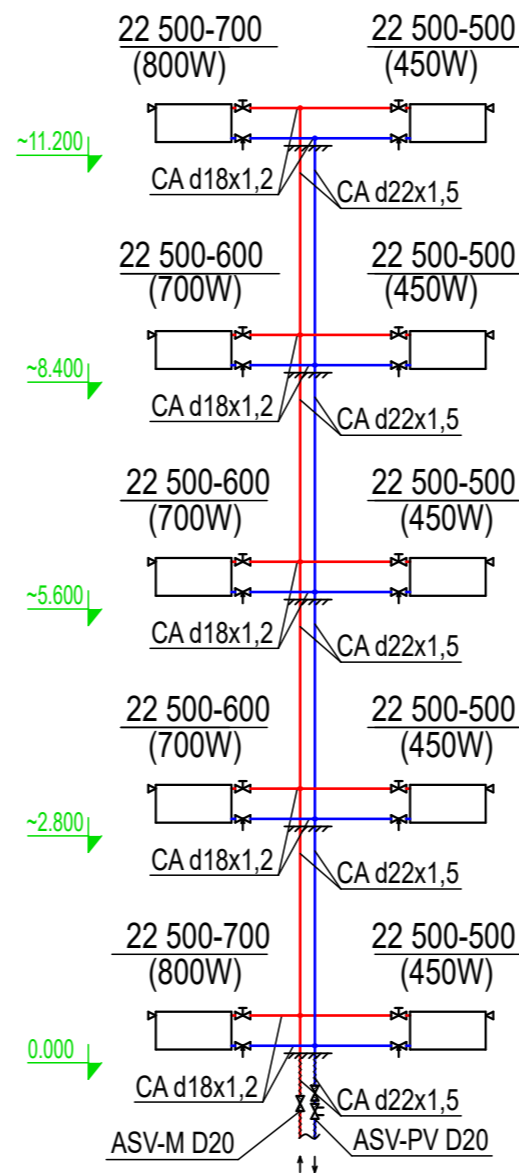 22 500-700 22 500-500
(800W) (450W)
~11.200
CA d18x1,2 CA d22x1,5
22 500-600 22 500-500
(700W) (450W)
~8.400
CA d18x1,2 CA d22x1,5
22 500-600 22 500-500
(700W) (450W)
~5.600
CA d18x1,2 CA d22x1,5
22 500-600 22 500-500
(700W) (450W)
~2.800
CA d18x1,2 CA d22x1,5
22 500-700 22 500-500
(800W) (450W)
0.000
CA d18x1,2 CA d22x1,5
ASV-M D20 ASV-PV D20